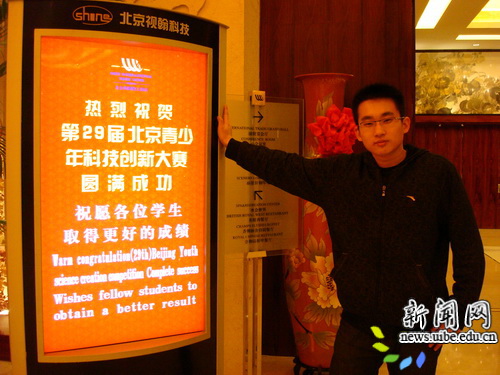 shine 北京视翰科技
热烈祝贺
第29届北京青少
年科技创新大赛
圆满成功
祝愿各位学生
取得更好的成绩
Warm congratulation(29th)Beijing Youth
science creation competition Complete success
Wishes fellow students to
obtain a better result
新闻网
news.uibe.edu.cn